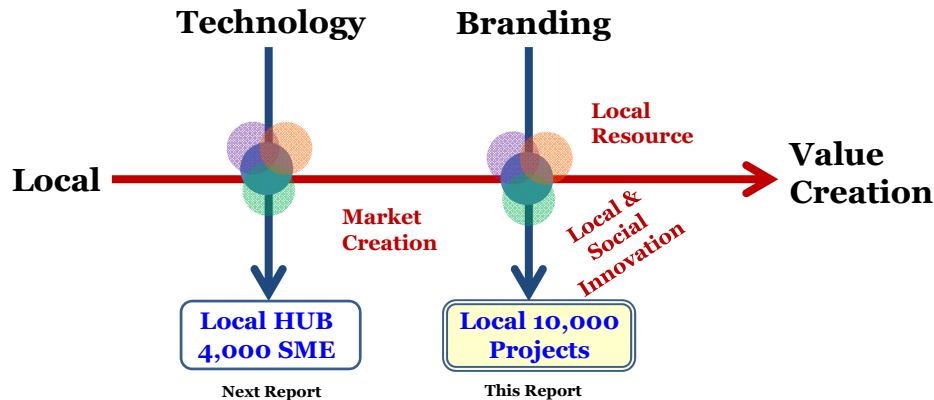 Technology
Branding
Local
Resource
Local
Value
Creation
Market
Creation
Local &
Social
Innovation
Local HUB
4,000 SME
Local 10,000
Projects
Next Report
This Report